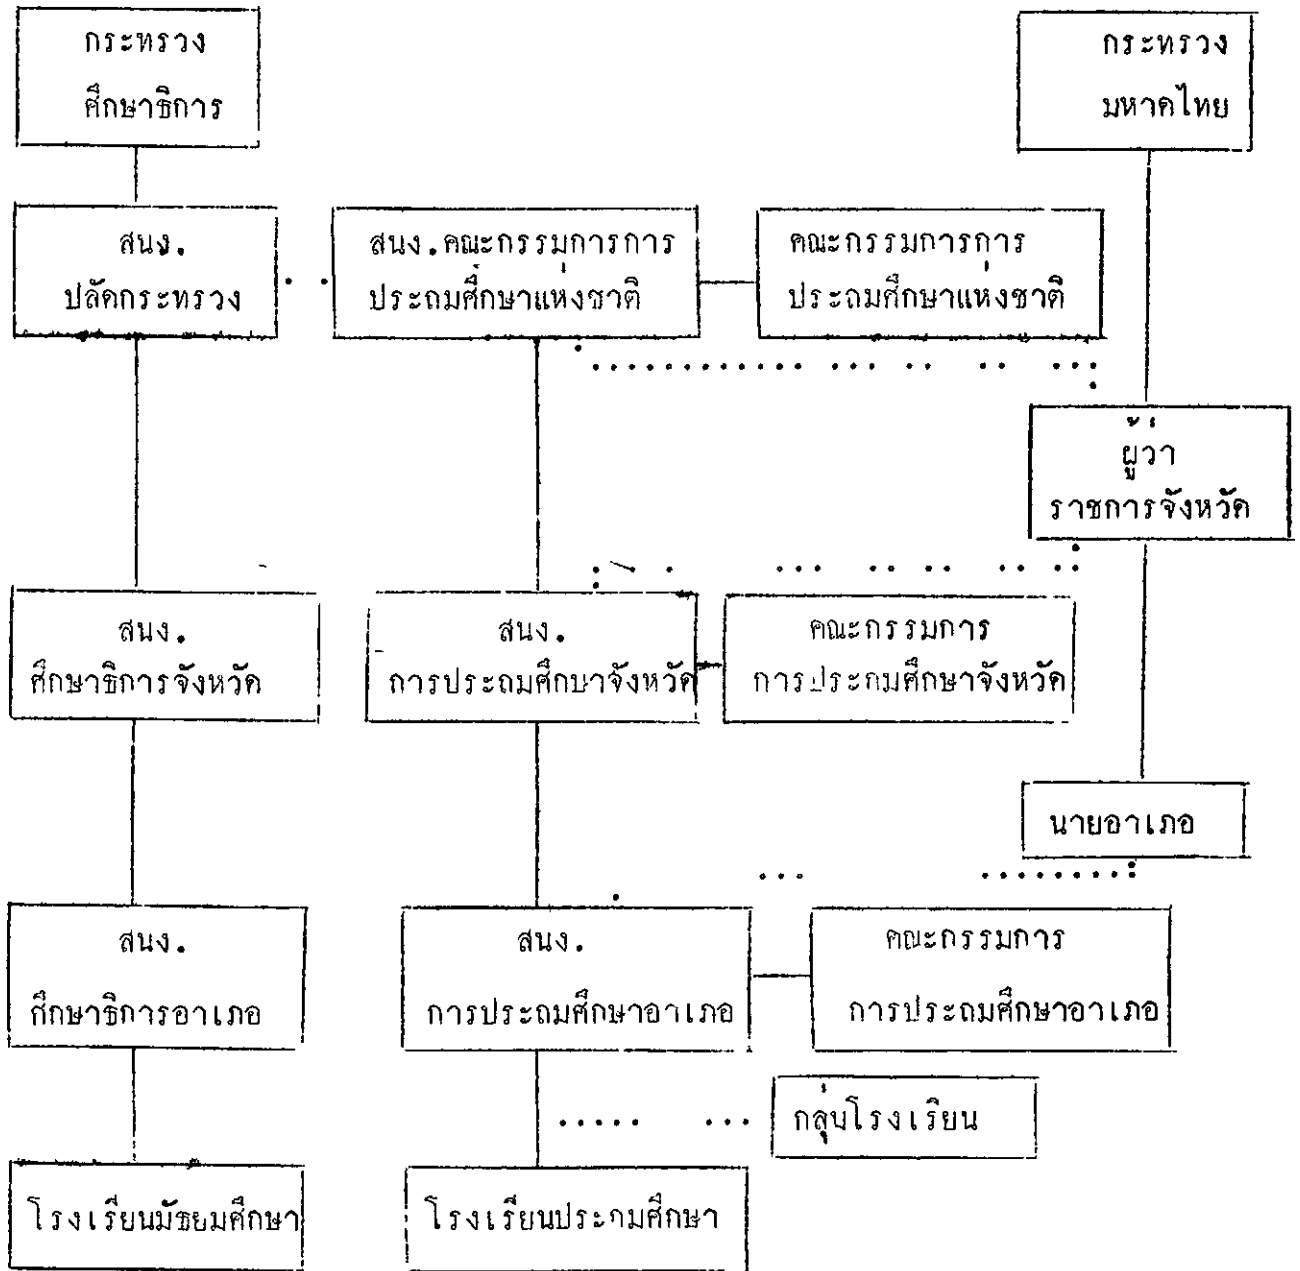 กระทรวง
ศึกษาธิการ
กระทรวง
มหาดไทย
สนง.
ปลัดกระทรวง
สนง.คณะกรรมการการ
ประถมศึกษาแห่งชาติ
คณะกรรมการการ
ประถมศึกษาแห่งชาติ
ผู้ว่า
ราชการจังหวัด
สนง.
ศึกษาธิการจังหวัด
สนง.
การประถมศึกษาจังหวัด
คณะกรรมการ
การประถมศึกษาจังหวัด
นายอำเภอ
สนง.
ศึกษาธิการอำเภอ
สนง.
การประถมศึกษาอำเภอ
คณะกรรมการ
การประถมศึกษาอำเภอ
กลุ่มโรงเรียน
โรงเรียนมัธยมศึกษา
โรงเรียนประถมศึกษา